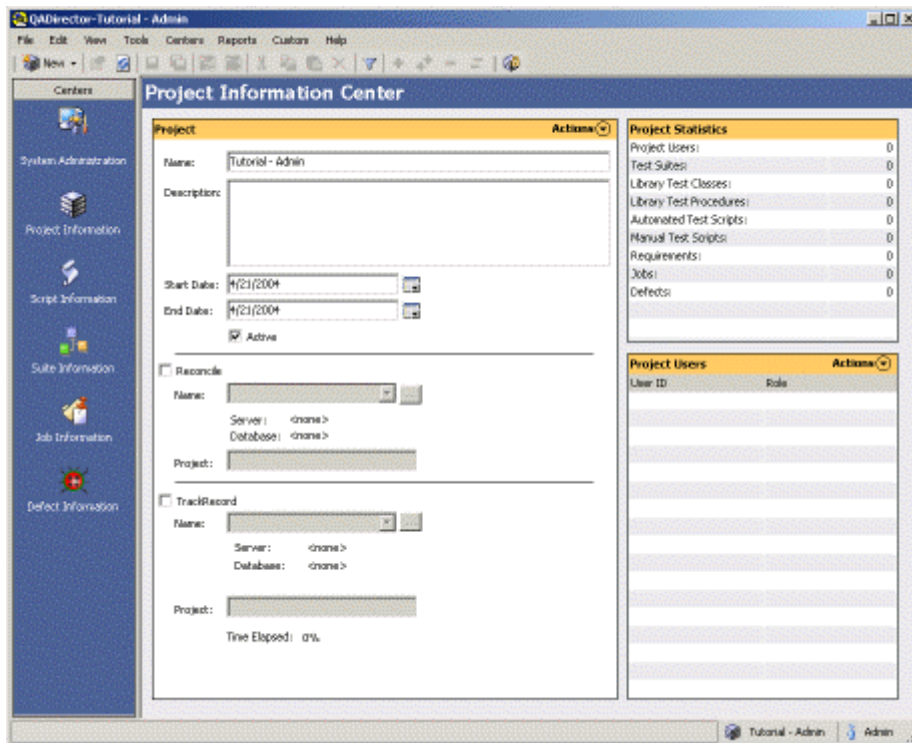 QADirector-Tutorial - Admin
File Edit View Tools Centers Reports Custom Help
New
Centers
System Administration
Project Information
Script Information
Suite Information
Job Information
Defect Information
Project Information Center
Project Actions
Name: Tutorial - Admin
Description:
Start Date: 4/21/2004
End Date: 4/21/2004
Active
Reconcile
Name:
Server: <none>
Database: <none>
Project:
TrackRecord
Name:
Server: <none>
Database: <none>
Project:
Time Elapsed: 0%
Project Statistics
Project Users: 0
Test Suites: 0
Library Test Classes: 0
Library Test Procedures: 0
Automated Test Scripts: 0
Manual Test Scripts: 0
Requirements: 0
Jobs: 0
Defects: 0
Project Users Actions
User ID Role
Tutorial - Admin Admin